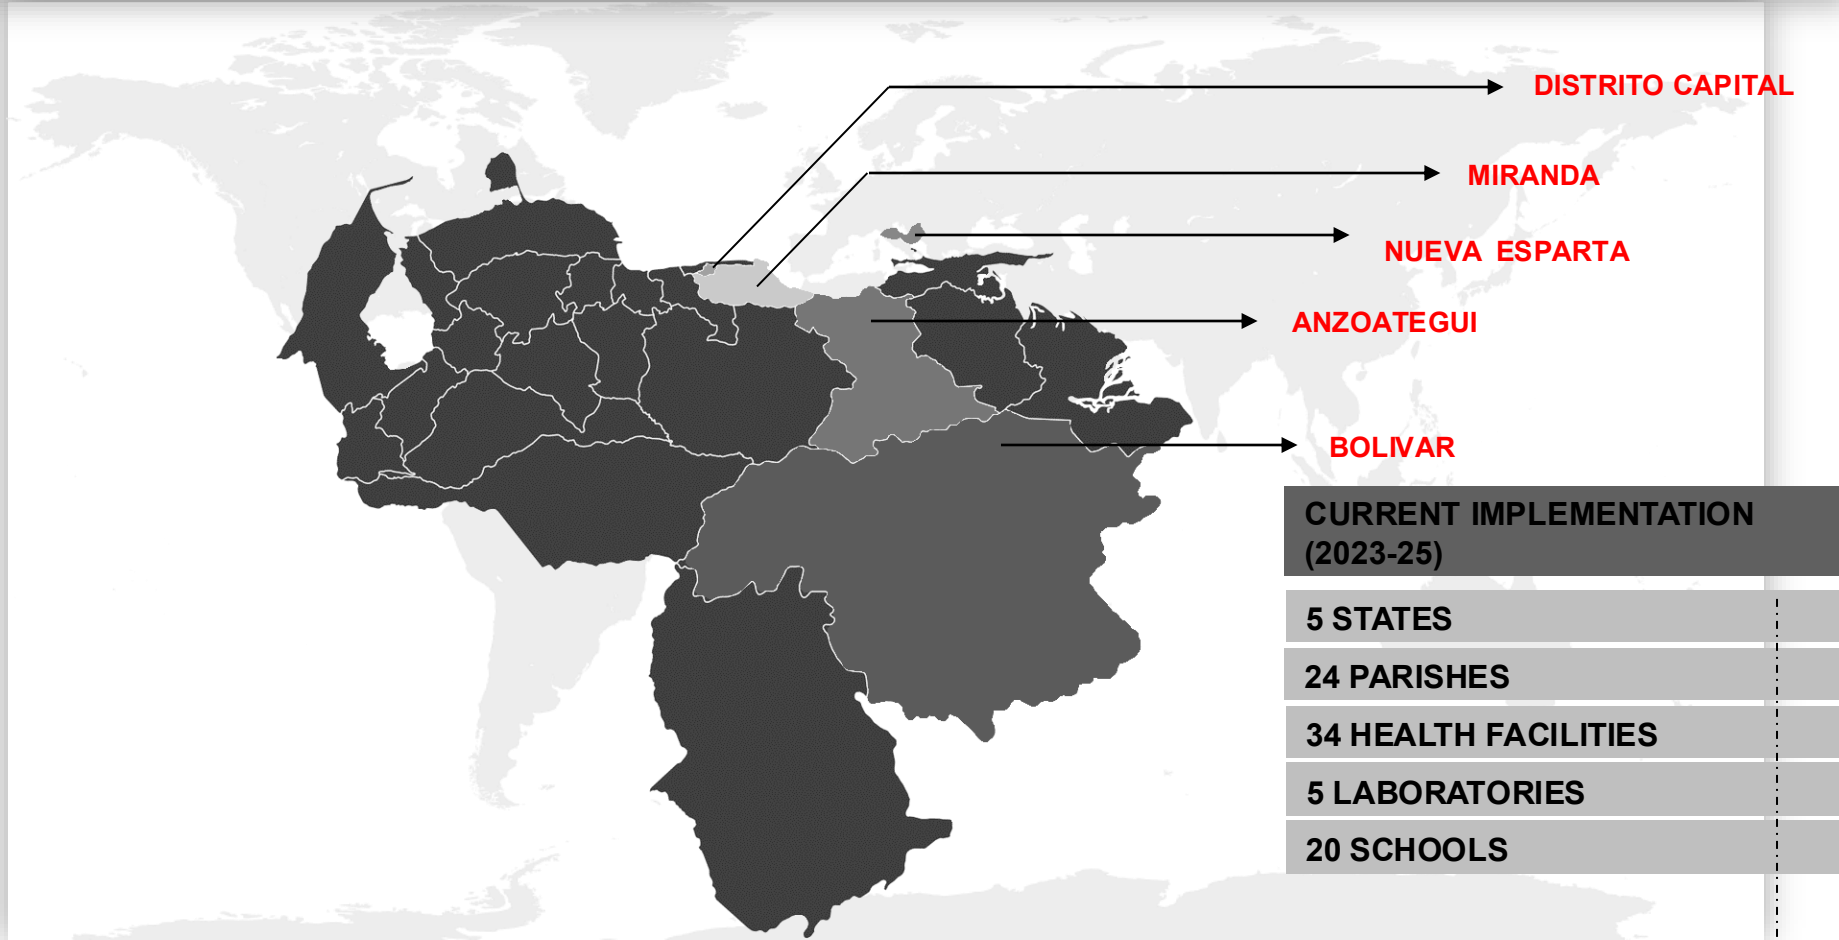 DISTRITO CAPITAL
MIRANDA
NUEVA ESPARTA
ANZOATEGUI
BOLIVAR
CURRENT IMPLEMENTATION
(2023-25)
5 STATES
24 PARISHES
34 HEALTH FACILITIES
5 LABORATORIES
20 SCHOOLS